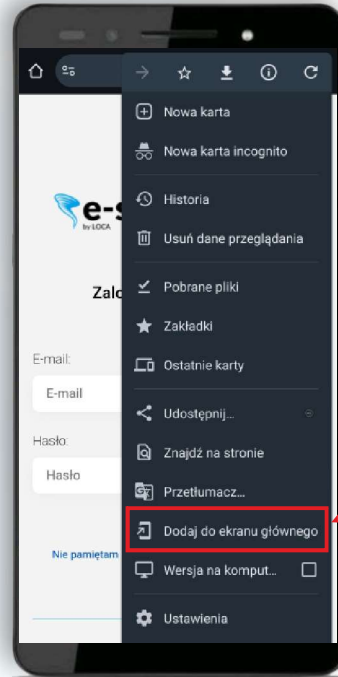 Nowa karta
Nowa karta incognito
Historia
Usuń dane przeglądania
e-s
by LOCA
Pobrane pliki
Zalo
Zakładki
E-mail:
Ostatnie karty
E-mail
Udostępnij...
Hasło:
Znajdź na stronie
Hasło
Przetłumacz...
Dodaj do ekranu głównego
Nie pamiętam
Wersja na komput...
Ustawienia